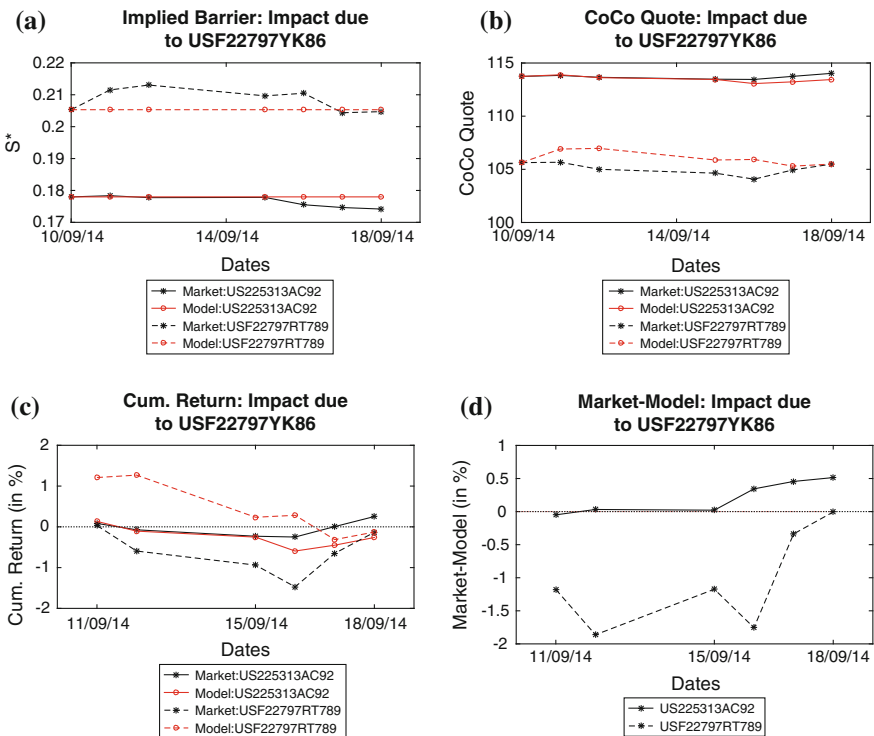 (a)
Implied Barrier: Impact due
to USF22797YK86
0.22
0.21
0.2
0.19
0.18
0.17
S*
10/09/14
14/09/14
18/09/14
Dates
Market:US225313AC92
Model:US225313AC92
Market:USF22797RT789
Model:USF22797RT789
(b)
CoCo Quote: Impact due
to USF22797YK86
115
110
105
100
CoCo Quote
10/09/14
14/09/14
18/09/14
Dates
Market:US225313AC92
Model:US225313AC92
Market:USF22797RT789
Model:USF22797RT789
(c)
Cum. Return: Impact due
to USF22797YK86
2
1
0
-1
-2
Cum. Return (in %)
11/09/14
15/09/14
18/09/14
Dates
Market:US225313AC92
Model:US225313AC92
Market:USF22797RT789
Model:USF22797RT789
(d)
Market-Model: Impact due
to USF22797YK86
1
0.5
0
-0.5
-1
-1.5
-2
Market-Model (in %)
11/09/14
15/09/14
18/09/14
Dates
US225313AC92
USF22797RT789